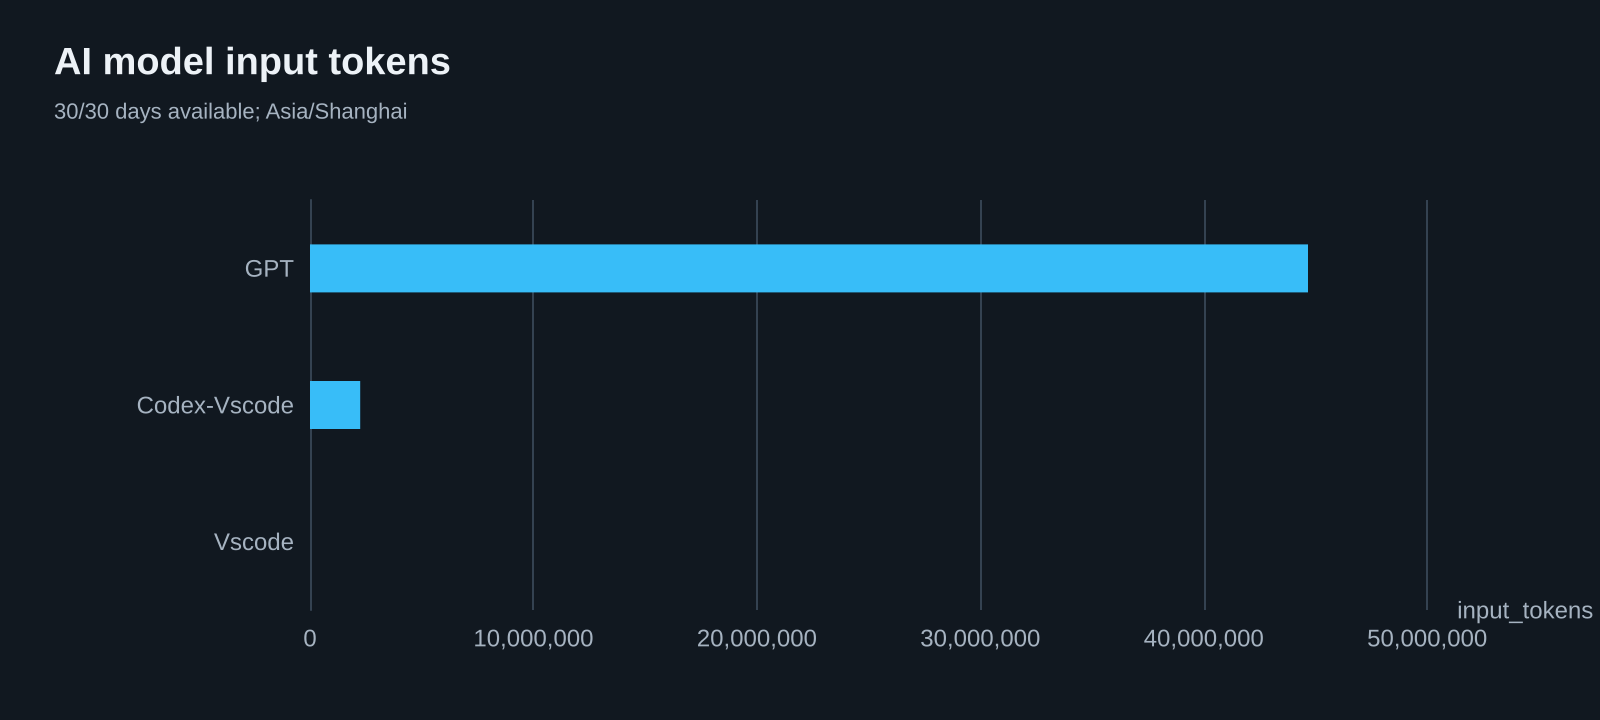 AI model input tokens
30/30 days available; Asia/Shanghai
GPT
Codex-Vscode
Vscode
input_tokens
0 10,000,000 20,000,000 30,000,000 40,000,000 50,000,000